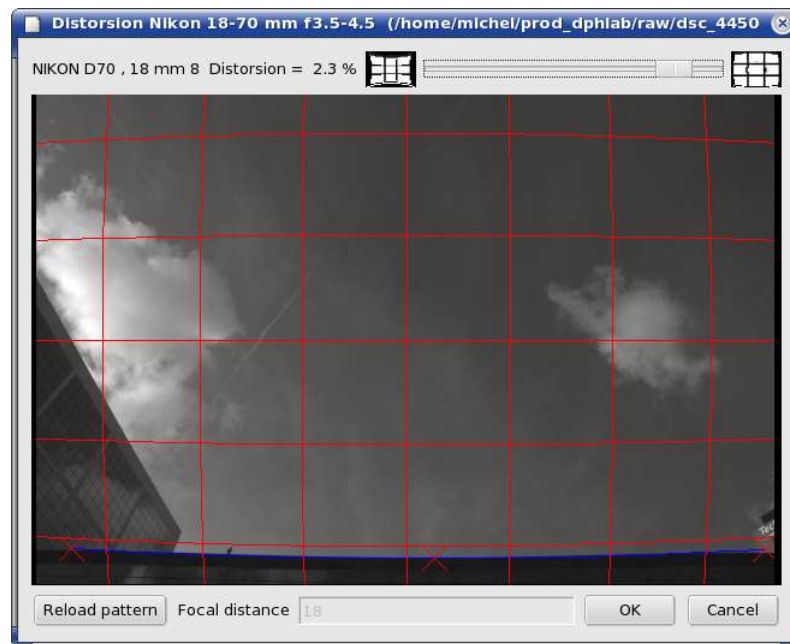 Distorsion Nikon 18-70 mm f3.5-4.5 (/home/michel/prod_dphlab/raw/dsc_4450
NIKON D70 , 18 mm 8 Distorsion = 2.3 %
Tec
Reload pattern Focal distance 18 OK Cancel